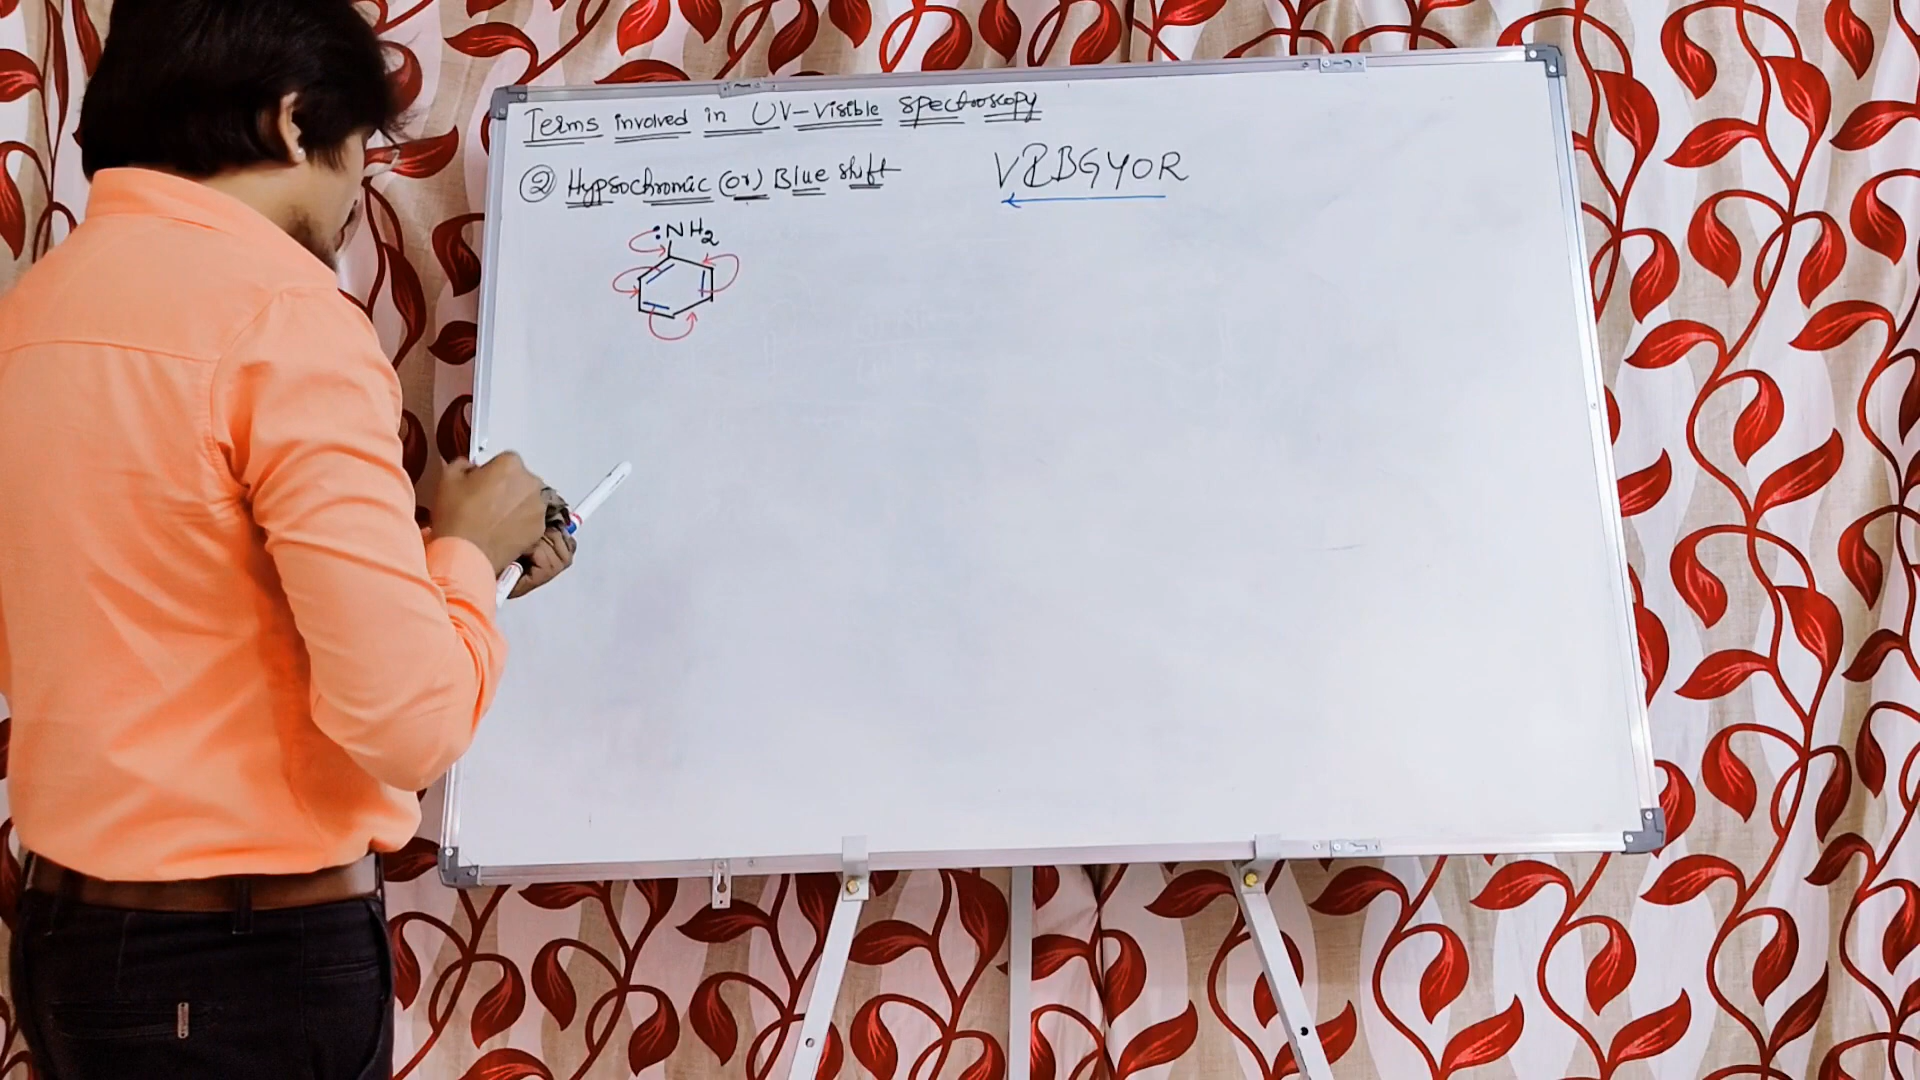 Terms involved in UV-Visible spectroscopy
② Hypsochromic (or) Blue shift
VIBGYOR
:NH2